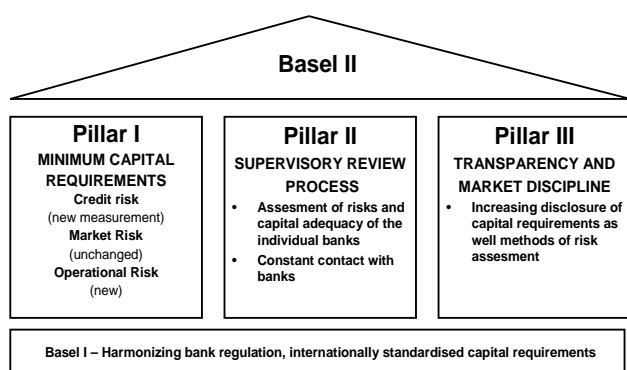 Basel II
Pillar I
MINIMUM CAPITAL
REQUIREMENTS
Credit risk
(new measurement)
Market Risk
(unchanged)
Operational Risk
(new)
Pillar II
SUPERVISORY REVIEW
PROCESS
• Assesment of risks and
capital adequacy of the
individual banks
• Constant contact with
banks
Pillar III
TRANSPARENCY AND
MARKET DISCIPLINE
• Increasing disclosure of
capital requirements as
well methods of risk
assesment
Basel I – Harmonizing bank regulation, internationally standardised capital requirements